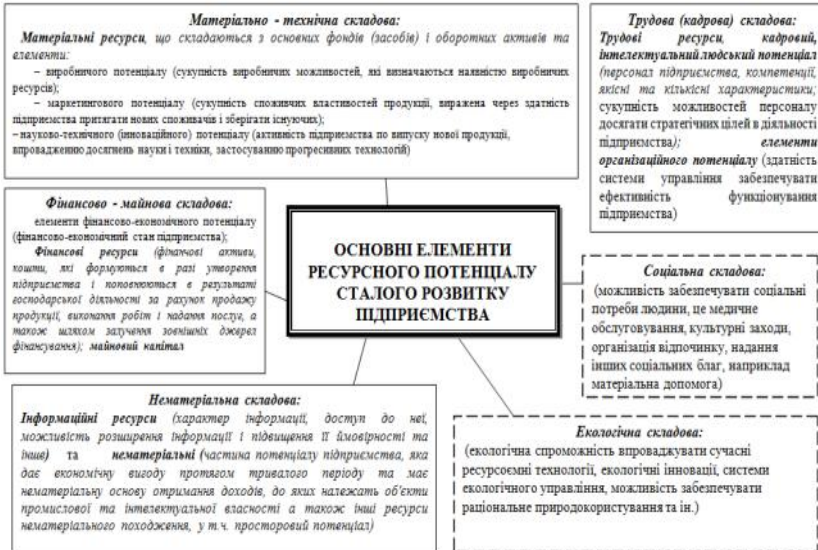 Матеріально - технічна складова:
Матеріальні ресурси, що складаються з основних фондів (засобів) і оборотних активів та
елементи:
– виробничого потенціалу (сукупність виробничих можливостей, які визначаються наявністю виробничих
ресурсів);
– маркетингового потенціалу (сукупність споживчих властивостей продукції, виражена через здатність
підприємства притягати нових споживачів і зберігати існуючих);
– науково-технічного (інноваційного) потенціалу (активність підприємства по випуску нової продукції,
впровадженню досягнень науки і техніки, застосуванню прогресивних технологій)
Трудова (кадрова) складова:
Трудові ресурси, кадровий,
інтелектуальний людський потенціал
(персонал підприємства, компетенції,
якісні та кількісні характеристики;
сукупність можливостей персоналу
досягати стратегічних цілей в діяльності
підприємства); елементи
організаційного потенціалу (здатність
системи управління забезпечувати
ефективність функціонування
підприємства)
Фінансово - майнова складова:
елементи фінансово-економічного потенціалу
(фінансово-економічний стан підприємства);
Фінансові ресурси (фінанчові активи,
кошти, які формуються в разі утворення
підприємства і поповнюються в результаті
господарської діяльності за рахунок продажу
продукції, виконання робіт і надання послуг, а
також шляхом залучення зовнішніх джерел
фінансування); майновий капітал
ОСНОВНІ ЕЛЕМЕНТИ
РЕСУРСНОГО ПОТЕНЦІАЛУ
СТАЛОГО РОЗВИТКУ
ПІДПРИЄМСТВА
Соціальна складова:
(можливість забезпечувати соціальні
потреби людини, це медичне
обслуговування, культурні заходи,
організація відпочинку, надання
інших соціальних благ, наприклад
матеріальна допомога)
Нематеріальна складова:
Інформаційні ресурси (характер інформації, доступ до неї,
можливість розширення інформації і підвищення її ймовірності та
інше) та нематеріальні (частина потенціалу підприємства, яка
дає економічну вигоду протягом тривалого періоду та має
нематеріальну основу отримання доходів, до яких належать об'єкти
промислової та інтелектуальної власності а також інші ресурси
нематеріального походження, у т.ч. просторовий потенціал)
Екологічна складова:
(екологічна спроможність впроваджувати сучасні
ресурсоємні технології, екологічні інновації, системи
екологічного управління, можливість забезпечувати
раціональне природокористування та ін.)